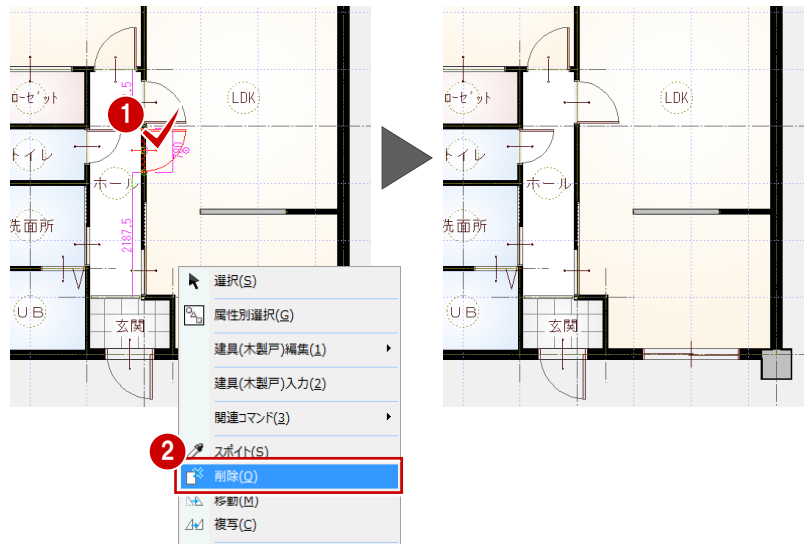 LDK
ローゼット
トイレ
ホール
洗面所
UB
玄関
2187.5
780
1
選択(S)
属性別選択(G)
建具(木製戸)編集(1)
建具(木製戸)入力(2)
関連コマンド(3)
2
スポイト(S)
削除(Q)
移動(M)
複写(C)
LDK
ローゼット
トイレ
ホール
洗面所
UB
玄関